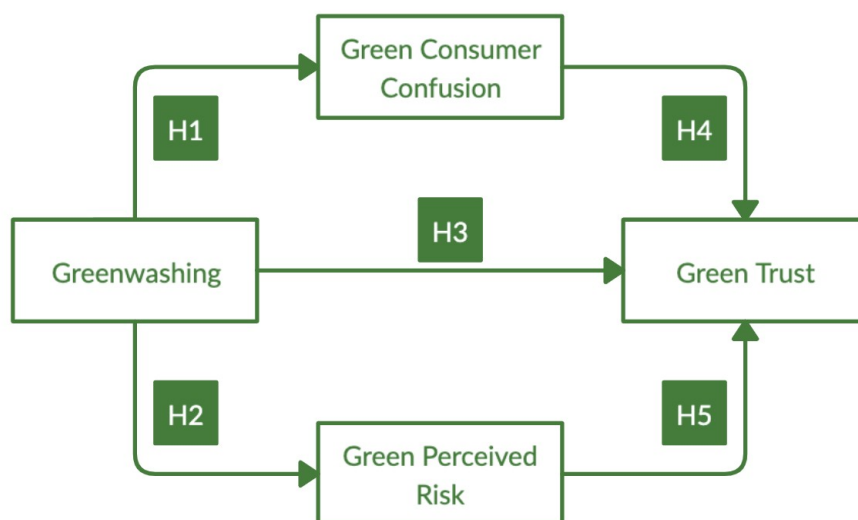 Green Consumer
Confusion
H1
H4
H3
Greenwashing
Green Trust
H2
H5
Green Perceived
Risk